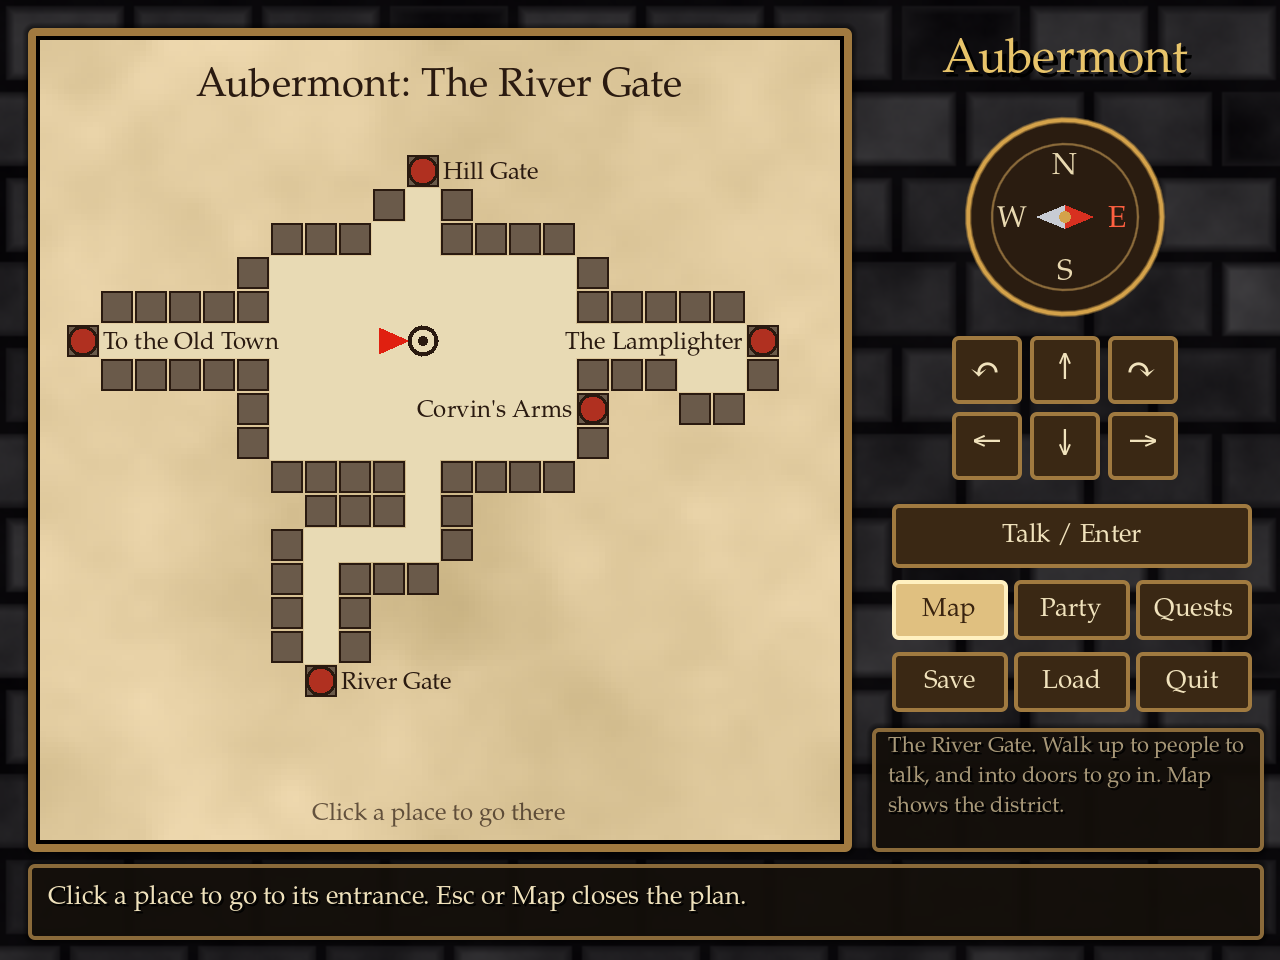 Aubermont: The River Gate
Hill Gate
To the Old Town
The Lamplighter
Corvin's Arms
River Gate
Click a place to go there
Aubermont
N
W
E
S
Talk / Enter
Map
Party
Quests
Save
Load
Quit
The River Gate. Walk up to people to
talk, and into doors to go in. Map
shows the district.
Click a place to go to its entrance. Esc or Map closes the plan.